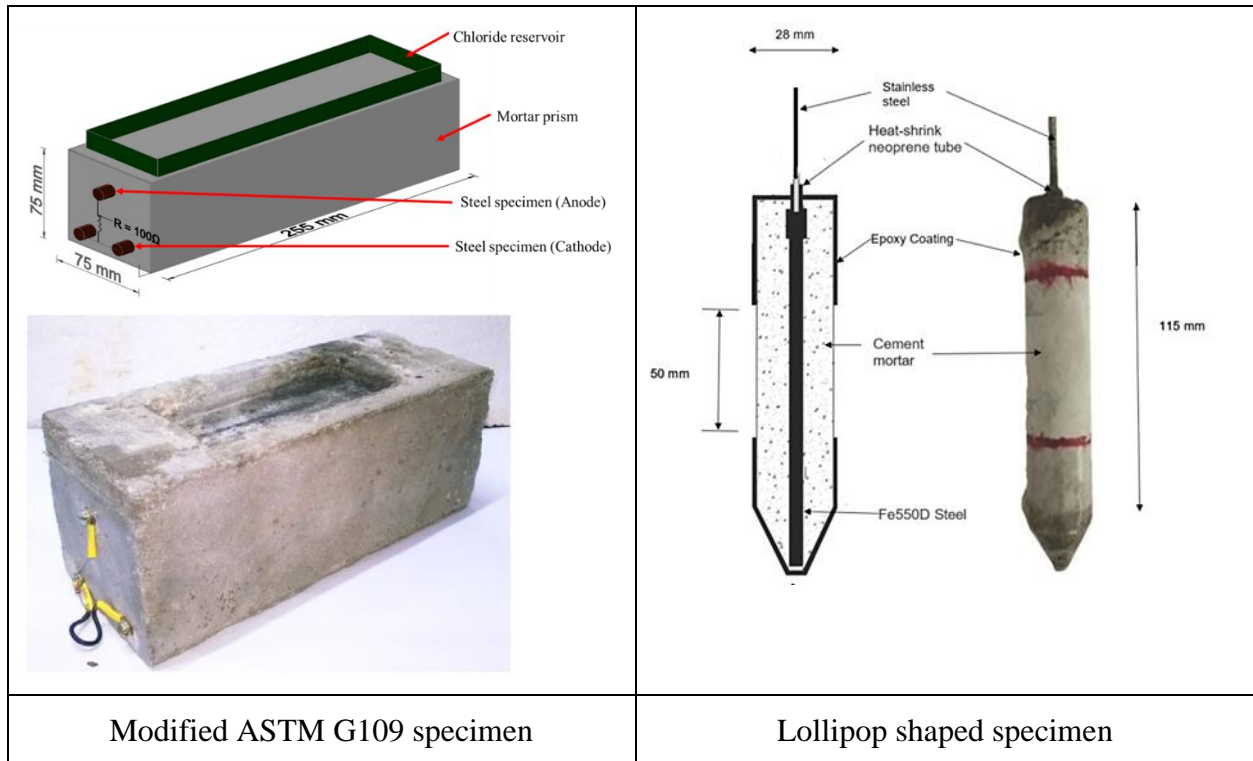 Chloride reservoir
Mortar prism
75 mm
Steel specimen (Anode)
R = 100Ω
255 mm
Steel specimen (Cathode)
75 mm
28 mm
Stainless
steel
Heat-shrink
neoprene tube
Epoxy Coating
115 mm
Cement
mortar
50 mm
Fe550D Steel
Modified ASTM G109 specimen
Lollipop shaped specimen